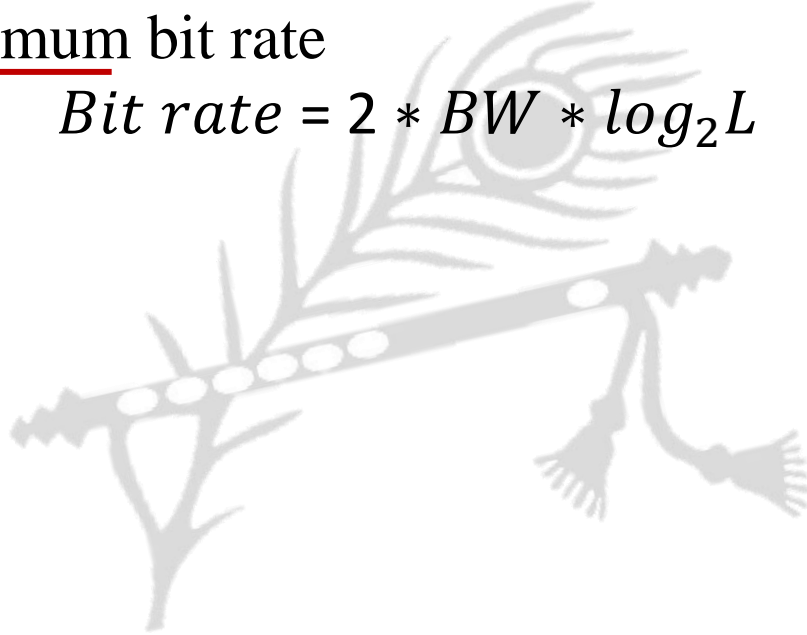 mum bit rate
𝐵𝑖𝑡 𝑟𝑎𝑡𝑒 = 2 ∗ 𝐵𝑊 ∗ 𝑙𝑜𝑔₂𝐿